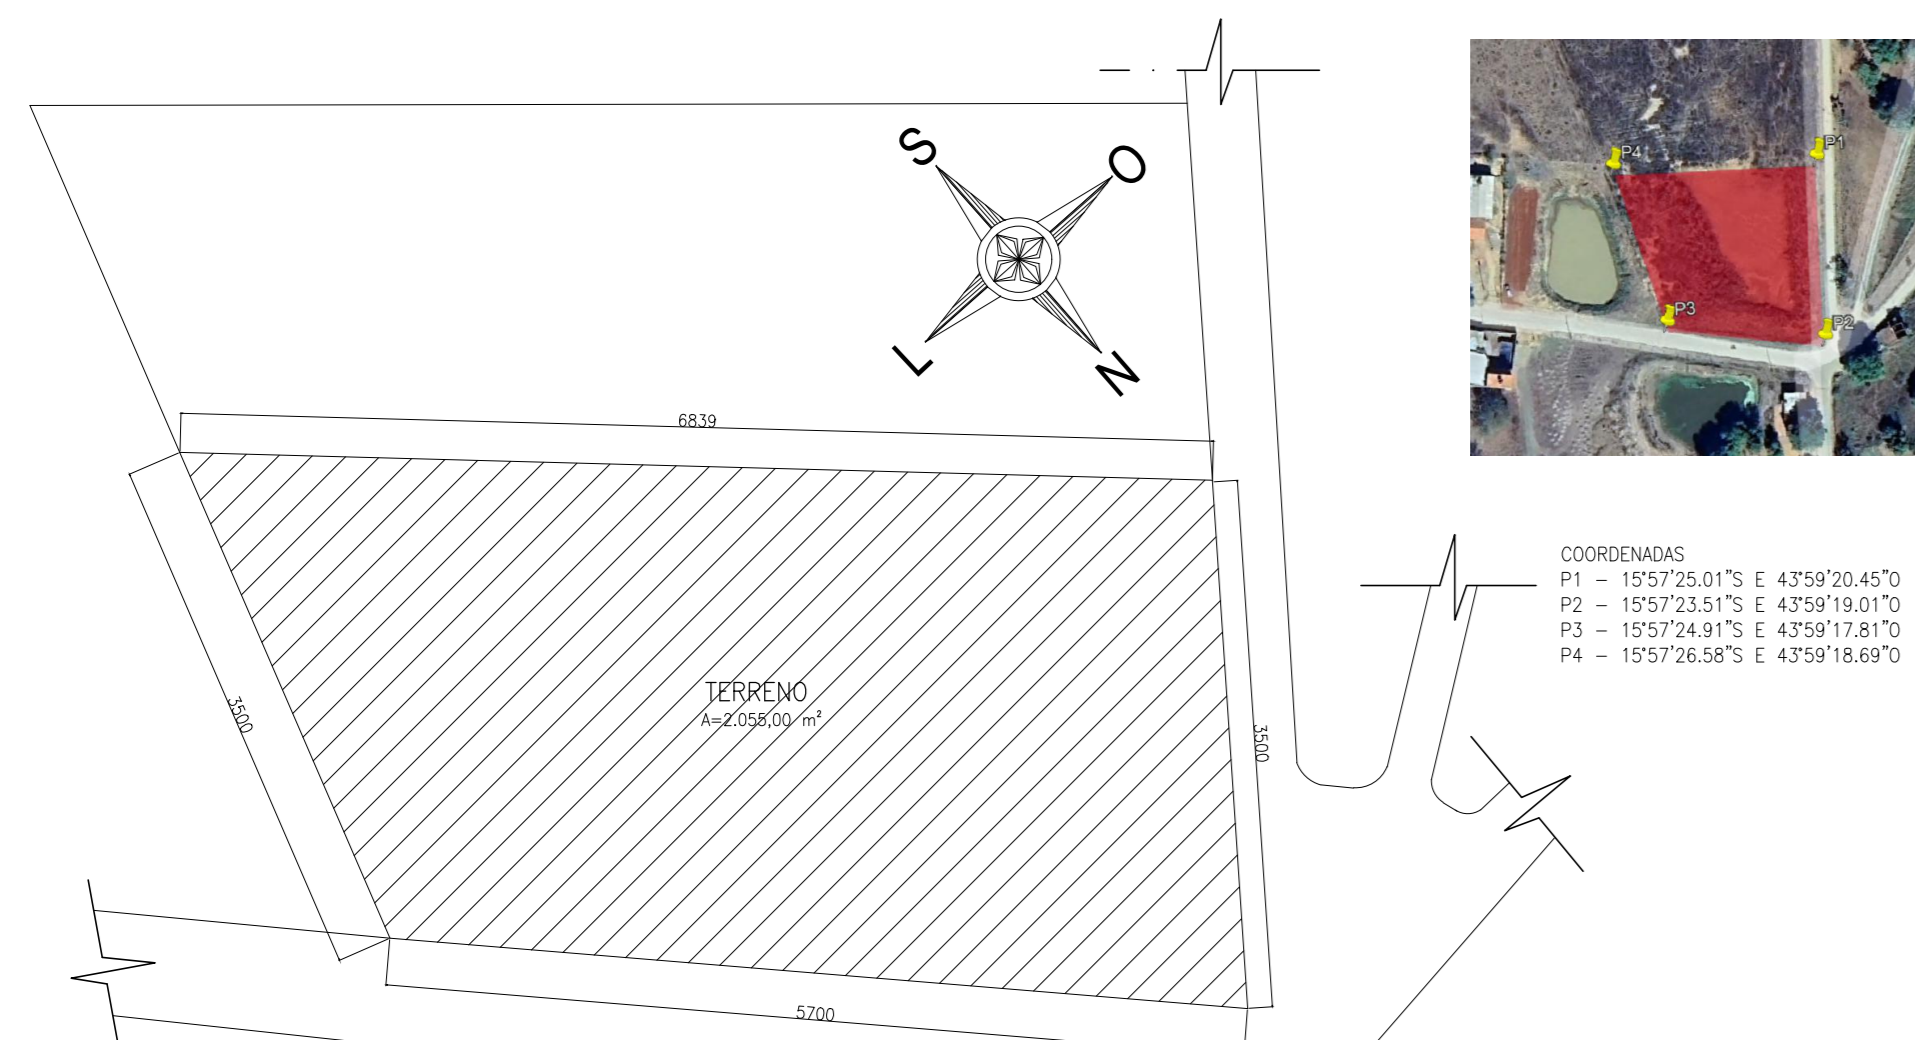 S
O
L
N
P4
P1
P3
P2
6839
3500
TERRENO
A=2.055,00 m²
3500
5700
COORDENADAS
P1 – 15°57'25.01"S E 43°59'20.45"O
P2 – 15°57'23.51"S E 43°59'19.01"O
P3 – 15°57'24.91"S E 43°59'17.81"O
P4 – 15°57'26.58"S E 43°59'18.69"O